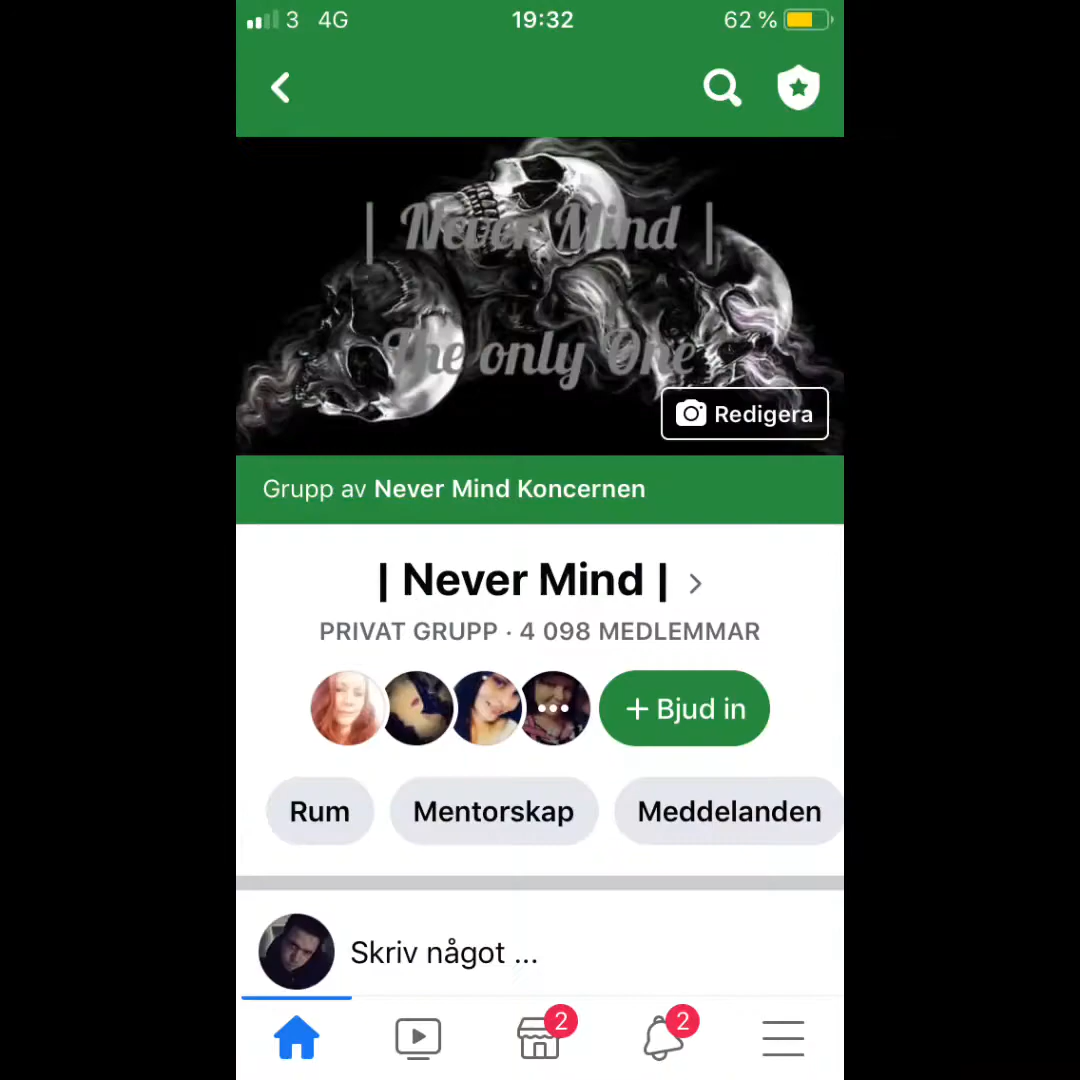 3 4G 19:32 62 %
| Never Mind |
The only One
Redigera
Grupp av Never Mind Koncernen
| Never Mind | >
PRIVAT GRUPP · 4 098 MEDLEMMAR
+ Bjud in
Rum Mentorskap Meddelanden
Skriv något ...
2 2